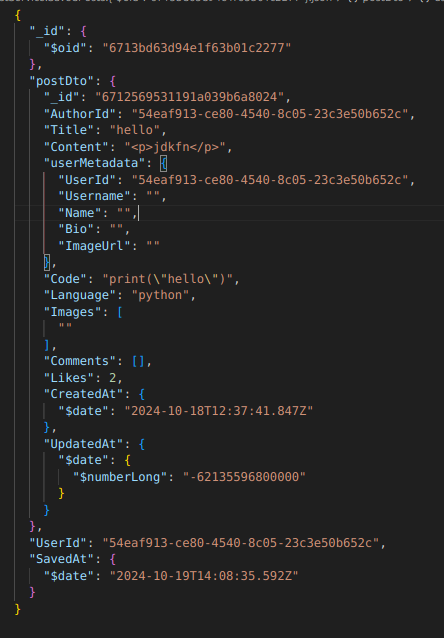 {
"_id": {
"$oid": "6713bd63d94e1f63b01c2277"
},
"postDto": {
"_id": "6712569531191a039b6a8024",
"AuthorId": "54eaf913-ce80-4540-8c05-23c3e50b652c",
"Title": "hello",
"Content": "<p>jdkfn</p>",
"userMetadata": {
"UserId": "54eaf913-ce80-4540-8c05-23c3e50b652c",
"Username": "",
"Name": "",
"Bio": "",
"ImageUrl": ""
},
"Code": "print(\"hello\")",
"Language": "python",
"Images": [
""
],
"Comments": [],
"Likes": 2,
"CreatedAt": {
"$date": "2024-10-18T12:37:41.847Z"
},
"UpdatedAt": {
"$date": {
"$numberLong": "-62135596800000"
}
}
},
"UserId": "54eaf913-ce80-4540-8c05-23c3e50b652c",
"SavedAt": {
"$date": "2024-10-19T14:08:35.592Z"
}
}